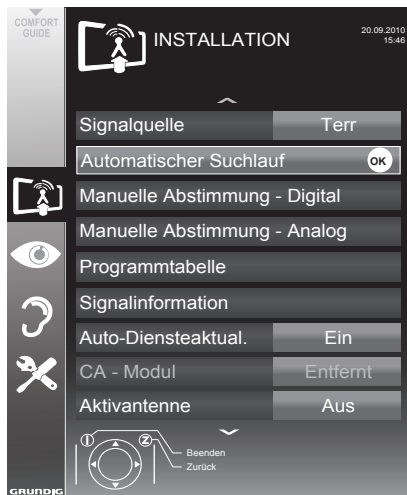 COMFORT
GUIDE
INSTALLATION
20.09.2010
15:46
Signalquelle Terr
Automatischer Suchlauf OK
Manuelle Abstimmung - Digital
Manuelle Abstimmung - Analog
Programmtabelle
Signalinformation
Auto-Diensteaktual. Ein
CA - Modul Entfernt
Aktivantenne Aus
Z
Beenden
Zurück
GRUNDIG